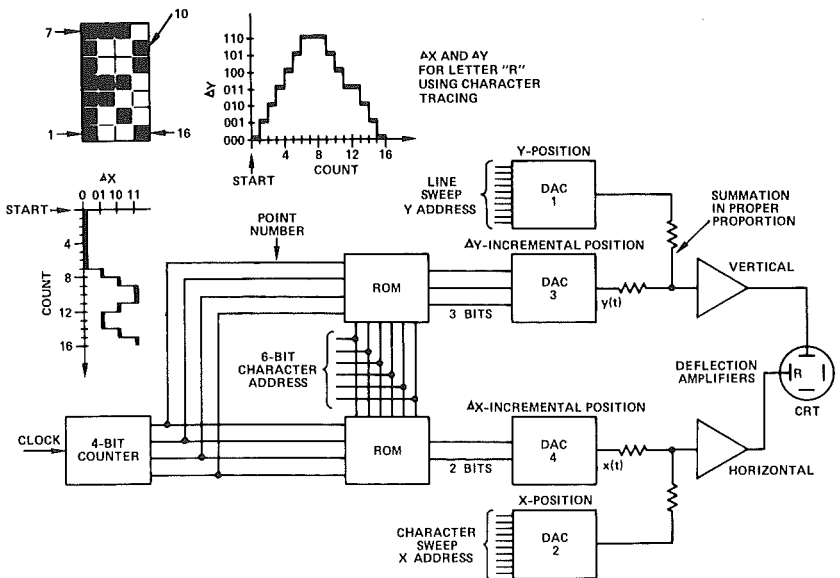 7
10
1
16
ΔY
110
101
100
011
010
001
000
4
8
12
16
START
COUNT
ΔX AND ΔY
FOR LETTER "R"
USING CHARACTER
TRACING
ΔX
0 01 10 11
START
4
8
12
16
COUNT
POINT
NUMBER
LINE
SWEEP
Y ADDRESS
Y-POSITION
DAC
1
SUMMATION
IN PROPER
PROPORTION
ROM
3 BITS
ΔY-INCREMENTAL POSITION
DAC
3
y(t)
VERTICAL
6-BIT
CHARACTER
ADDRESS
DEFLECTION
AMPLIFIERS
R
CRT
CLOCK
4-BIT
COUNTER
ROM
2 BITS
ΔX-INCREMENTAL POSITION
DAC
4
x(t)
HORIZONTAL
CHARACTER
SWEEP
X ADDRESS
X-POSITION
DAC
2